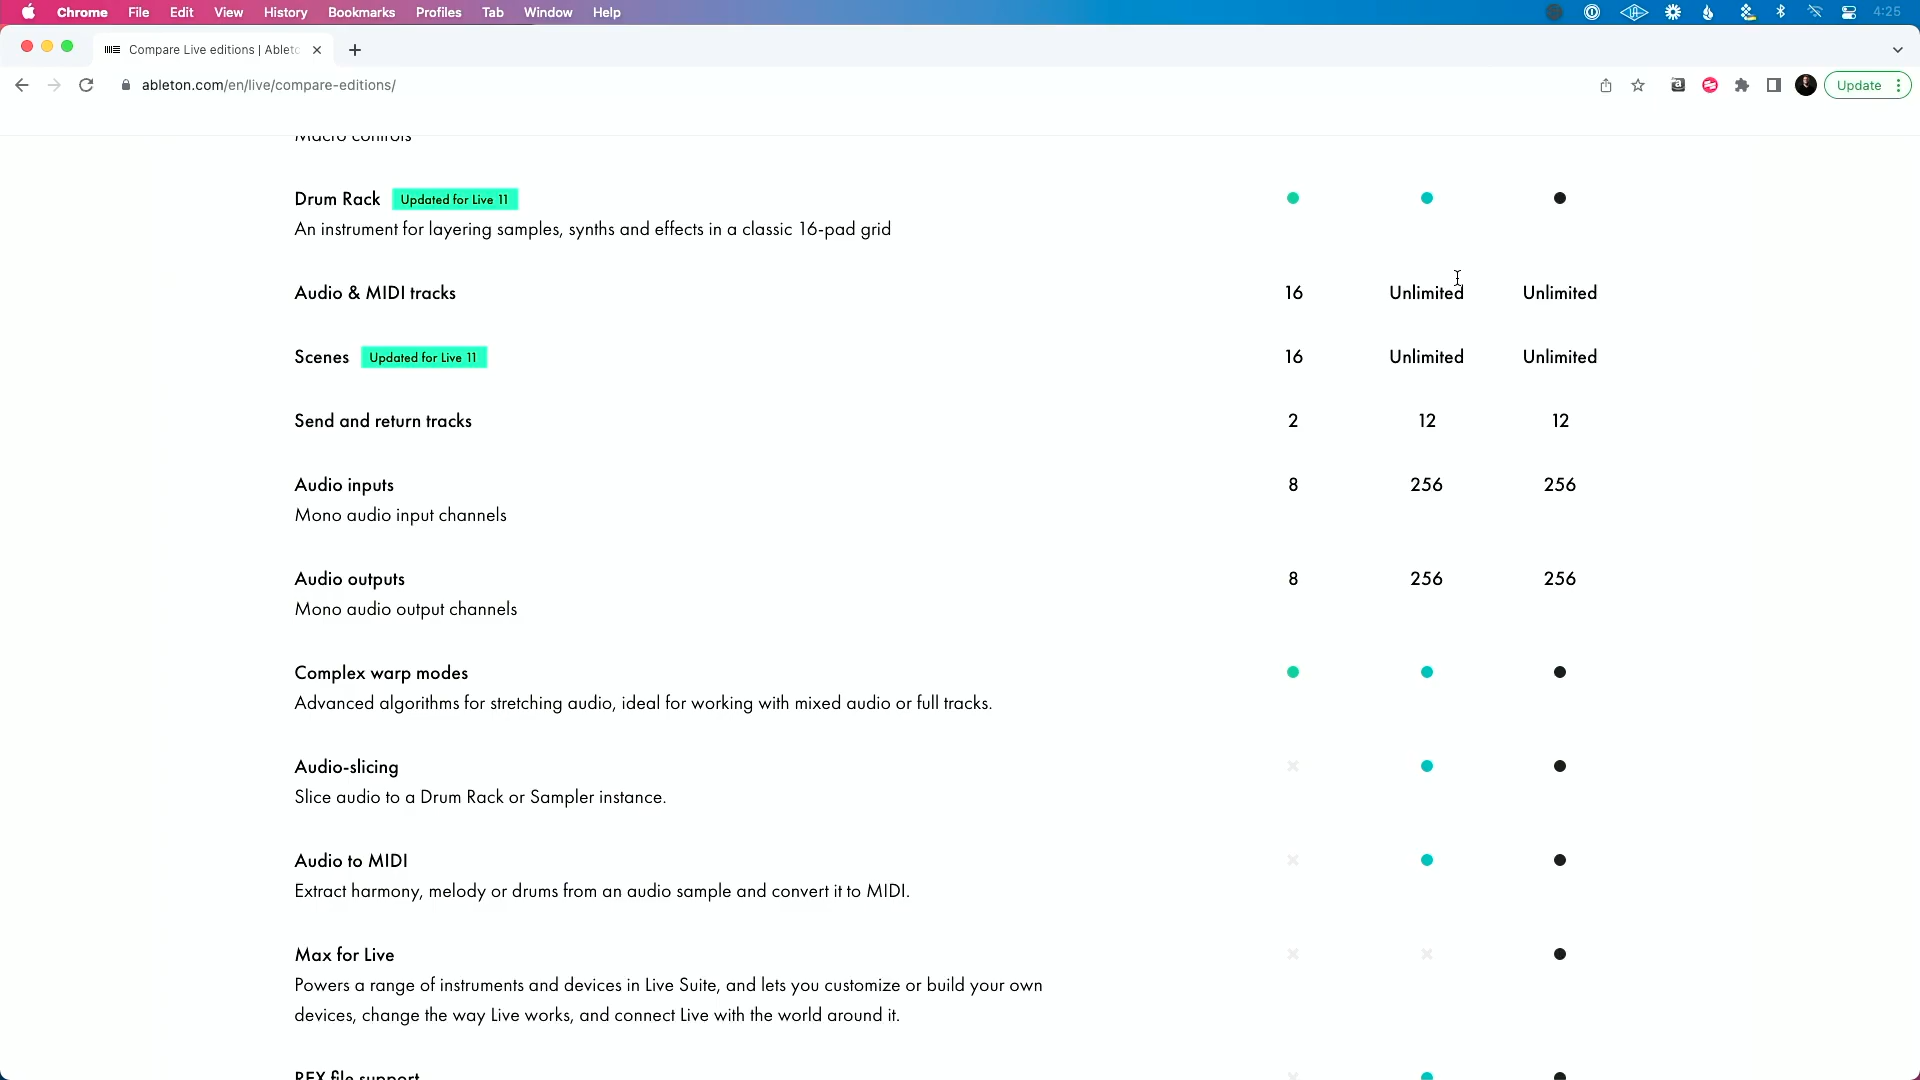 Chrome File Edit View History Bookmarks Profiles Tab Window Help 4:25
Compare Live editions | Ablet
ableton.com/en/live/compare-editions/ Update
Macro controls
Drum Rack Updated for Live 11
An instrument for layering samples, synths and effects in a classic 16-pad grid
Audio & MIDI tracks 16 Unlimited Unlimited
Scenes Updated for Live 11 16 Unlimited Unlimited
Send and return tracks 2 12 12
Audio inputs 8 256 256
Mono audio input channels
Audio outputs 8 256 256
Mono audio output channels
Complex warp modes
Advanced algorithms for stretching audio, ideal for working with mixed audio or full tracks.
Audio-slicing
Slice audio to a Drum Rack or Sampler instance.
Audio to MIDI
Extract harmony, melody or drums from an audio sample and convert it to MIDI.
Max for Live
Powers a range of instruments and devices in Live Suite, and lets you customize or build your own
devices, change the way Live works, and connect Live with the world around it.
REX file support